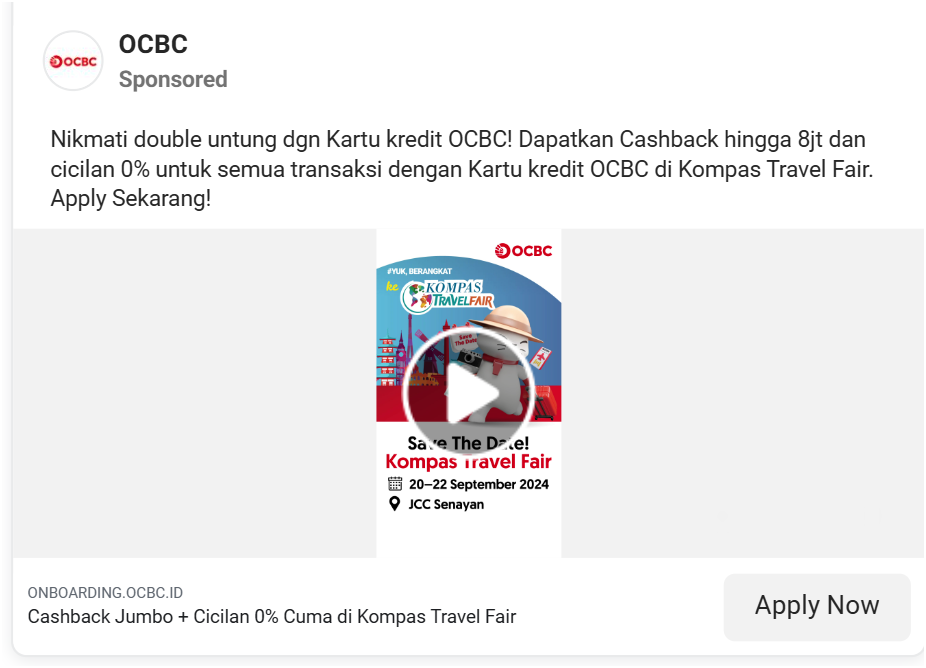 OCBC
OCBC
Sponsored
Nikmati double untung dgn Kartu kredit OCBC! Dapatkan Cashback hingga 8jt dan
cicilan 0% untuk semua transaksi dengan Kartu kredit OCBC di Kompas Travel Fair.
Apply Sekarang!
OCBC
#YUK, BERANGKAT
ke KOMPAS
TRAVELFAIR
Save
The Date
Save The Date!
Kompas Travel Fair
20–22 September 2024
JCC Senayan
ONBOARDING.OCBC.ID
Cashback Jumbo + Cicilan 0% Cuma di Kompas Travel Fair
Apply Now